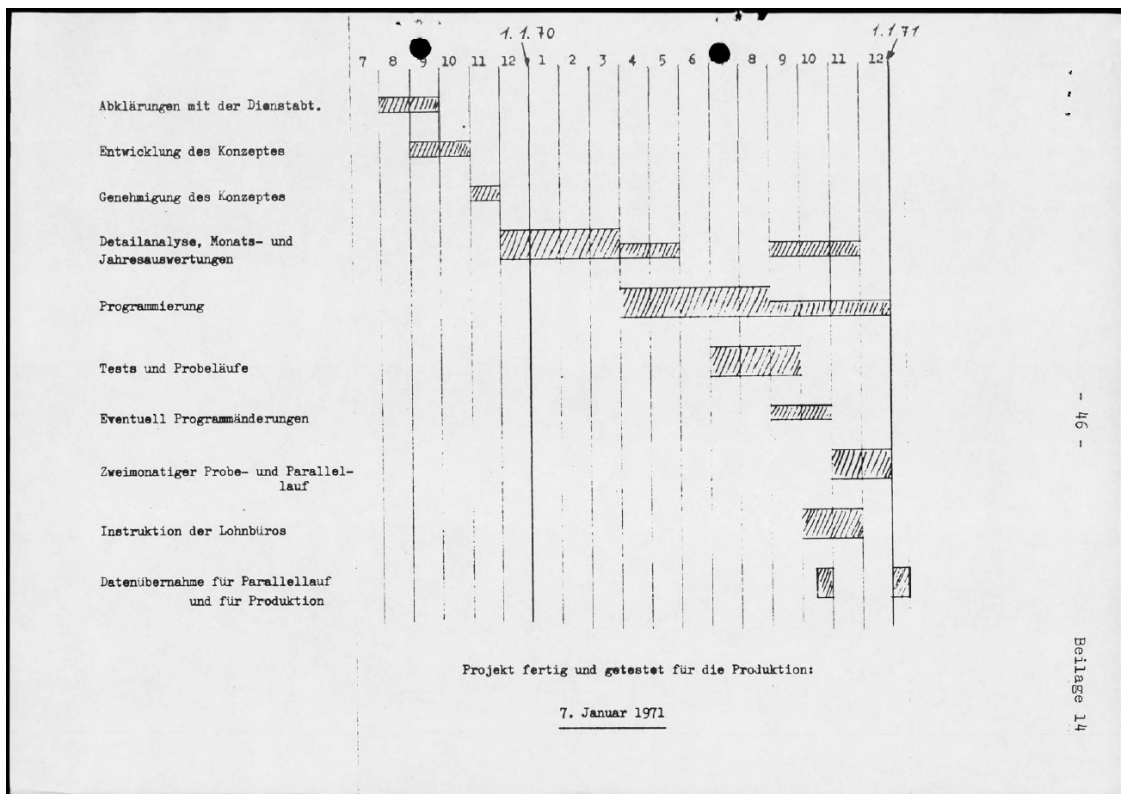 1.1.70 1.1.71
7 8 9 10 11 12 1 2 3 4 5 6 8 9 10 11 12
Abklärungen mit der Dienstabt.
Entwicklung des Konzeptes
Genehmigung des Konzeptes
Detailanalyse, Monats- und
Jahresauswertungen
Programmierung
Tests und Probeläufe
Eventuell Programmänderungen
Zweimonatiger Probe- und Parallel-
lauf
Instruktion der Lohnbüros
Datenübernahme für Parallellauf
und für Produktion
Projekt fertig und getestet für die Produktion:
7. Januar 1971
- 46 -
Beilage 14